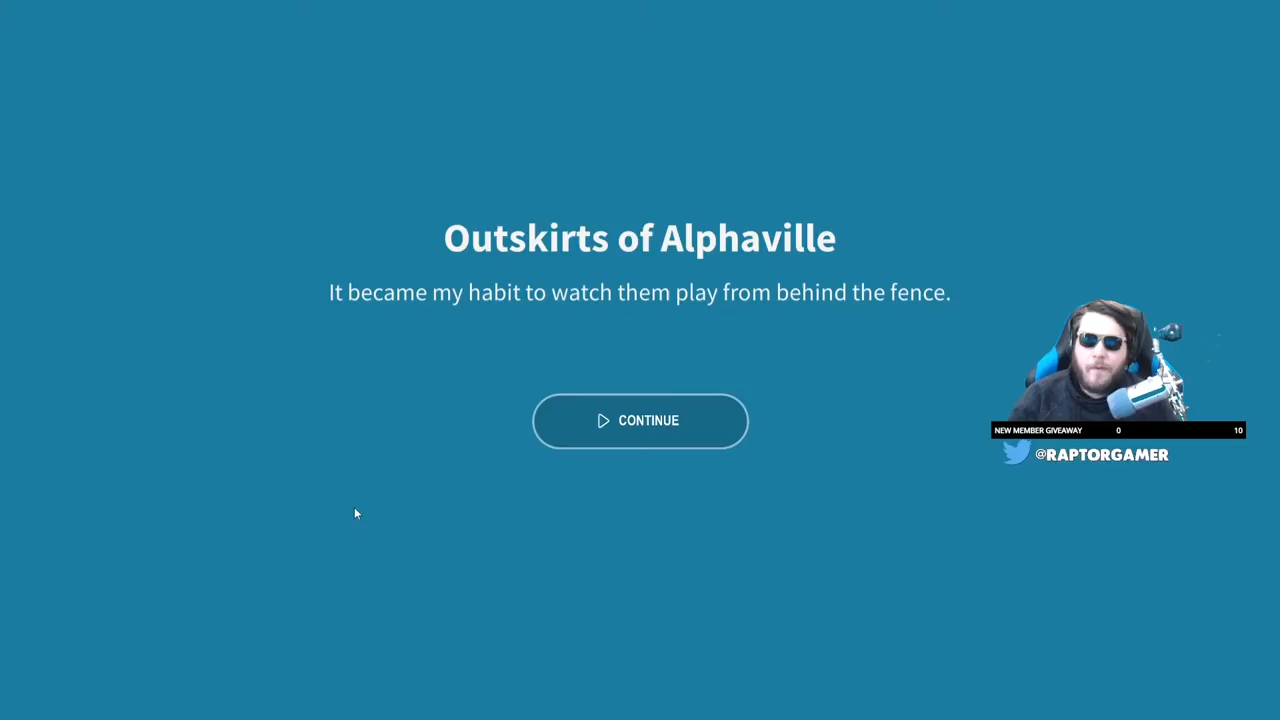 Outskirts of Alphaville
It became my habit to watch them play from behind the fence.
CONTINUE
NEW MEMBER GIVEAWAY 0 10
@RAPTORGAMER